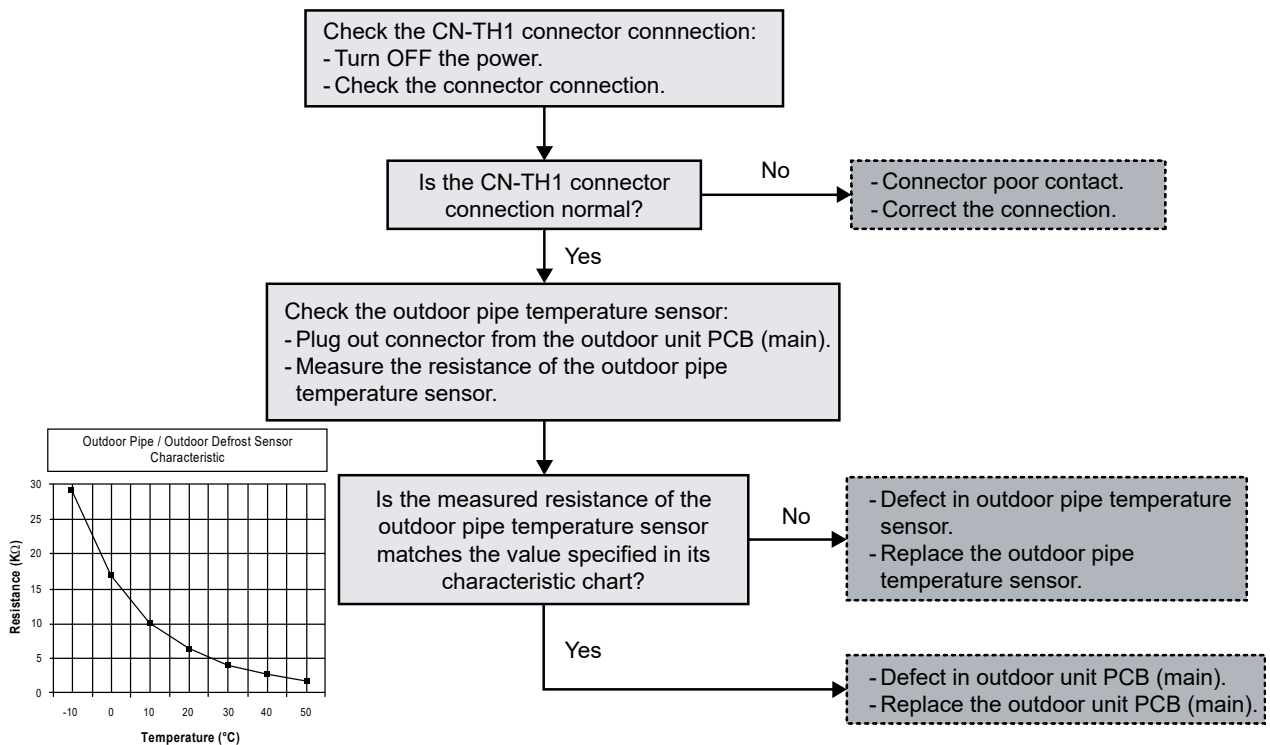 Check the CN-TH1 connector connnection:
- Turn OFF the power.
- Check the connector connection.
Is the CN-TH1 connector
connection normal?
No
- Connector poor contact.
- Correct the connection.
Yes
Check the outdoor pipe temperature sensor:
- Plug out connector from the outdoor unit PCB (main).
- Measure the resistance of the outdoor pipe
temperature sensor.
Outdoor Pipe / Outdoor Defrost Sensor
Characteristic
30
25
20
15
10
5
0
Resistance (KΩ)
-10 0 10 20 30 40 50
Temperature (°C)
Is the measured resistance of the
outdoor pipe temperature sensor
matches the value specified in its
characteristic chart?
No
- Defect in outdoor pipe temperature
sensor.
- Replace the outdoor pipe
temperature sensor.
Yes
- Defect in outdoor unit PCB (main).
- Replace the outdoor unit PCB (main).